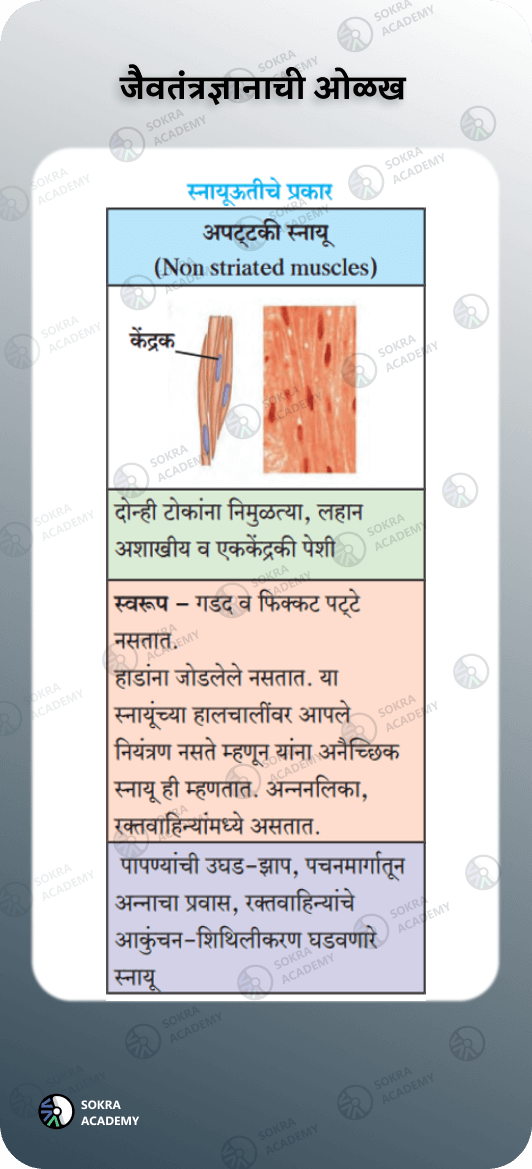 जैवतंत्रज्ञानाची ओळख
स्नायूऊतीचे प्रकार
अपट्टकी स्नायू
(Non striated muscles)
केंद्रक
दोन्ही टोकांना निमुळत्या, लहान
अशाखीय व एककेंद्रकी पेशी
स्वरूप – गडद व फिक्कट पट्टे
नसतात.
हाडांना जोडलेले नसतात. या
स्नायूंच्या हालचालींवर आपले
नियंत्रण नसते म्हणून यांना अनैच्छिक
स्नायू ही म्हणतात. अन्ननलिका,
रक्तवाहिन्यांमध्ये असतात.
पापण्यांची उघड-झाप, पचनमार्गातून
अन्नाचा प्रवास, रक्तवाहिन्यांचे
आकुंचन-शिथिलीकरण घडवणारे
स्नायू
SOKRA
ACADEMY